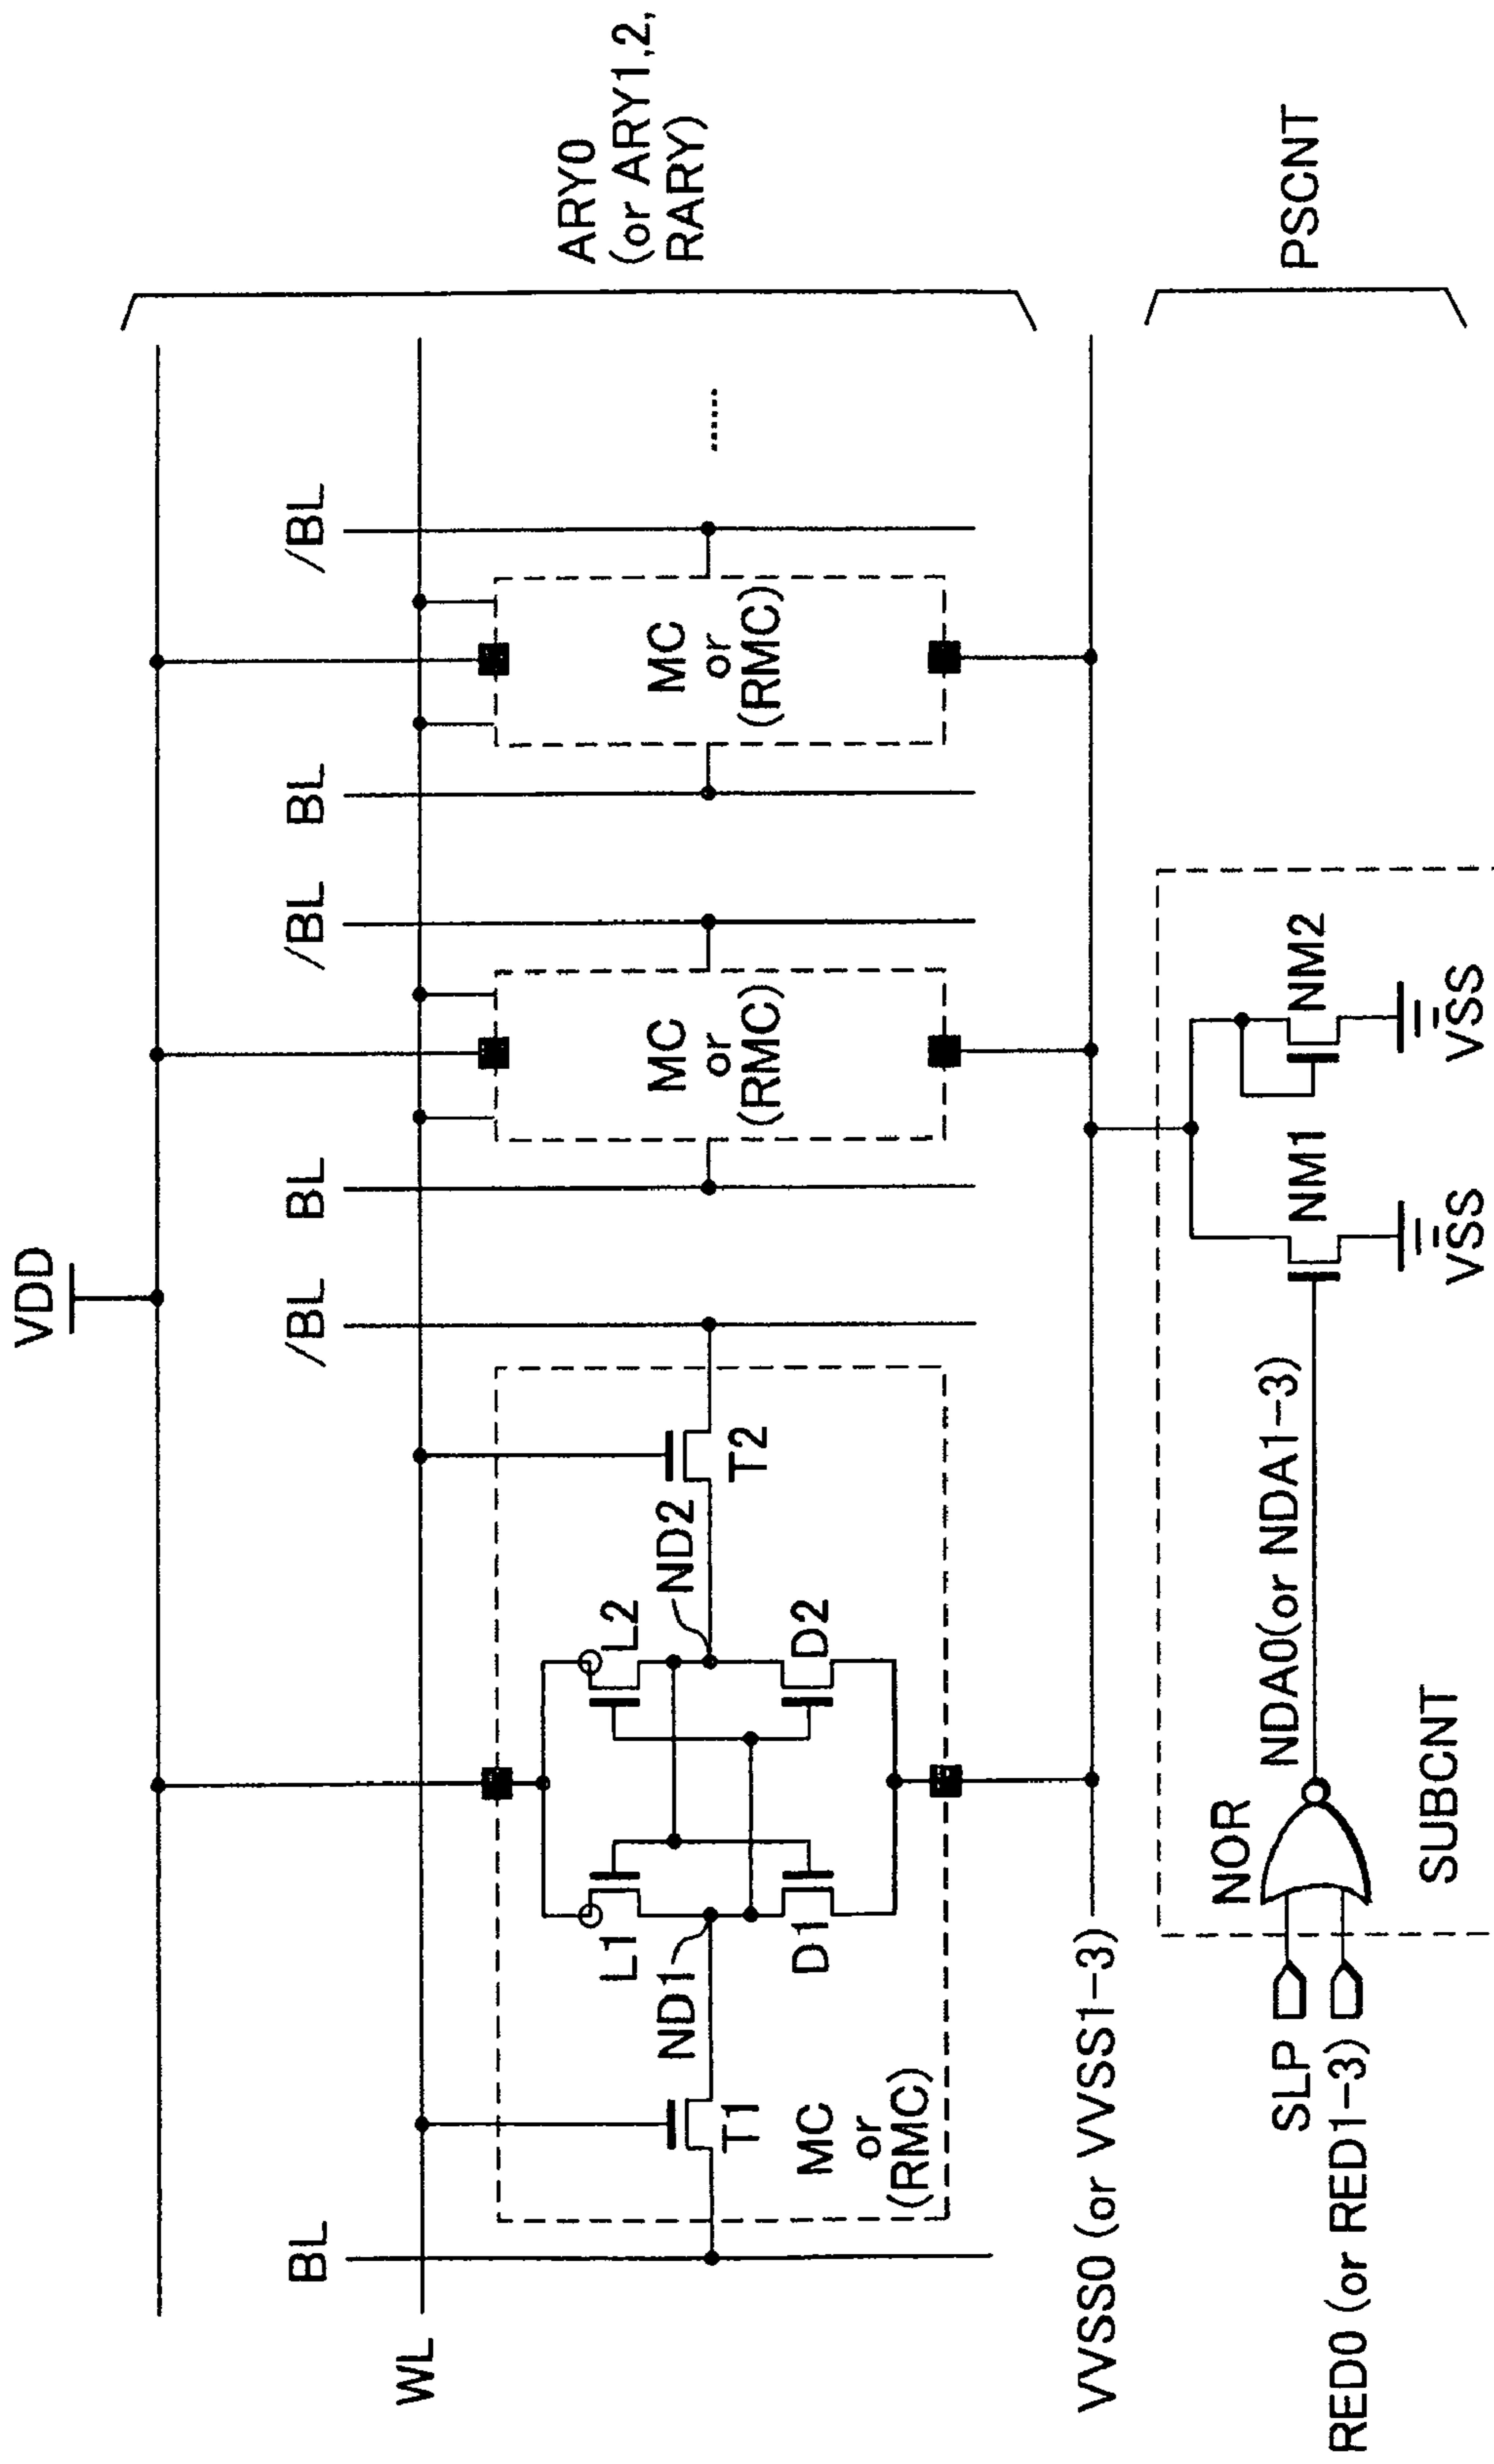 VDD
BL
/BL
BL
/BL
BL
/BL
WL
ARY0
(or ARY1,2,
RARY)
L1
L2
ND1
ND2
T1
T2
D1
D2
MC
or
(RMC)
MC
or
(RMC)
MC
or
(RMC)
......
VVSS0 (or VVSS1-3)
PSCNT
NOR
NDA0(or NDA1-3)
NM1
NM2
SLP
RED0 (or RED1-3)
SUBCNT
VSS
VSS